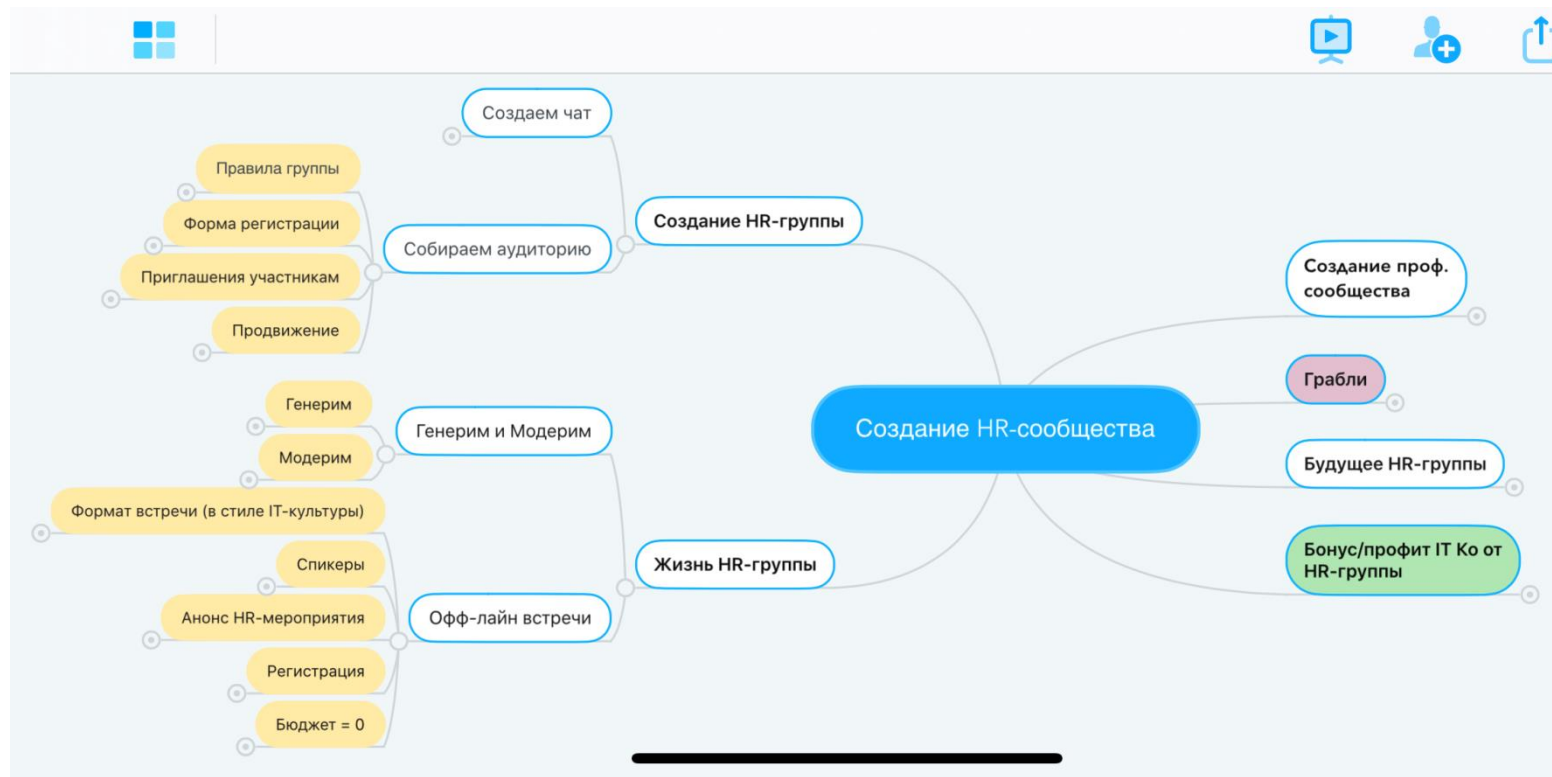 Создаем чат
Правила группы
Форма регистрации
Приглашения участникам
Продвижение
Собираем аудиторию
Создание HR-группы
Генерим
Модерим
Генерим и Модерим
Формат встречи (в стиле IT-культуры)
Спикеры
Анонс HR-мероприятия
Регистрация
Бюджет = 0
Офф-лайн встречи
Жизнь HR-группы
Создание HR-сообщества
Создание проф.
сообщества
Грабли
Будущее HR-группы
Бонус/профит IT Ко от
HR-группы